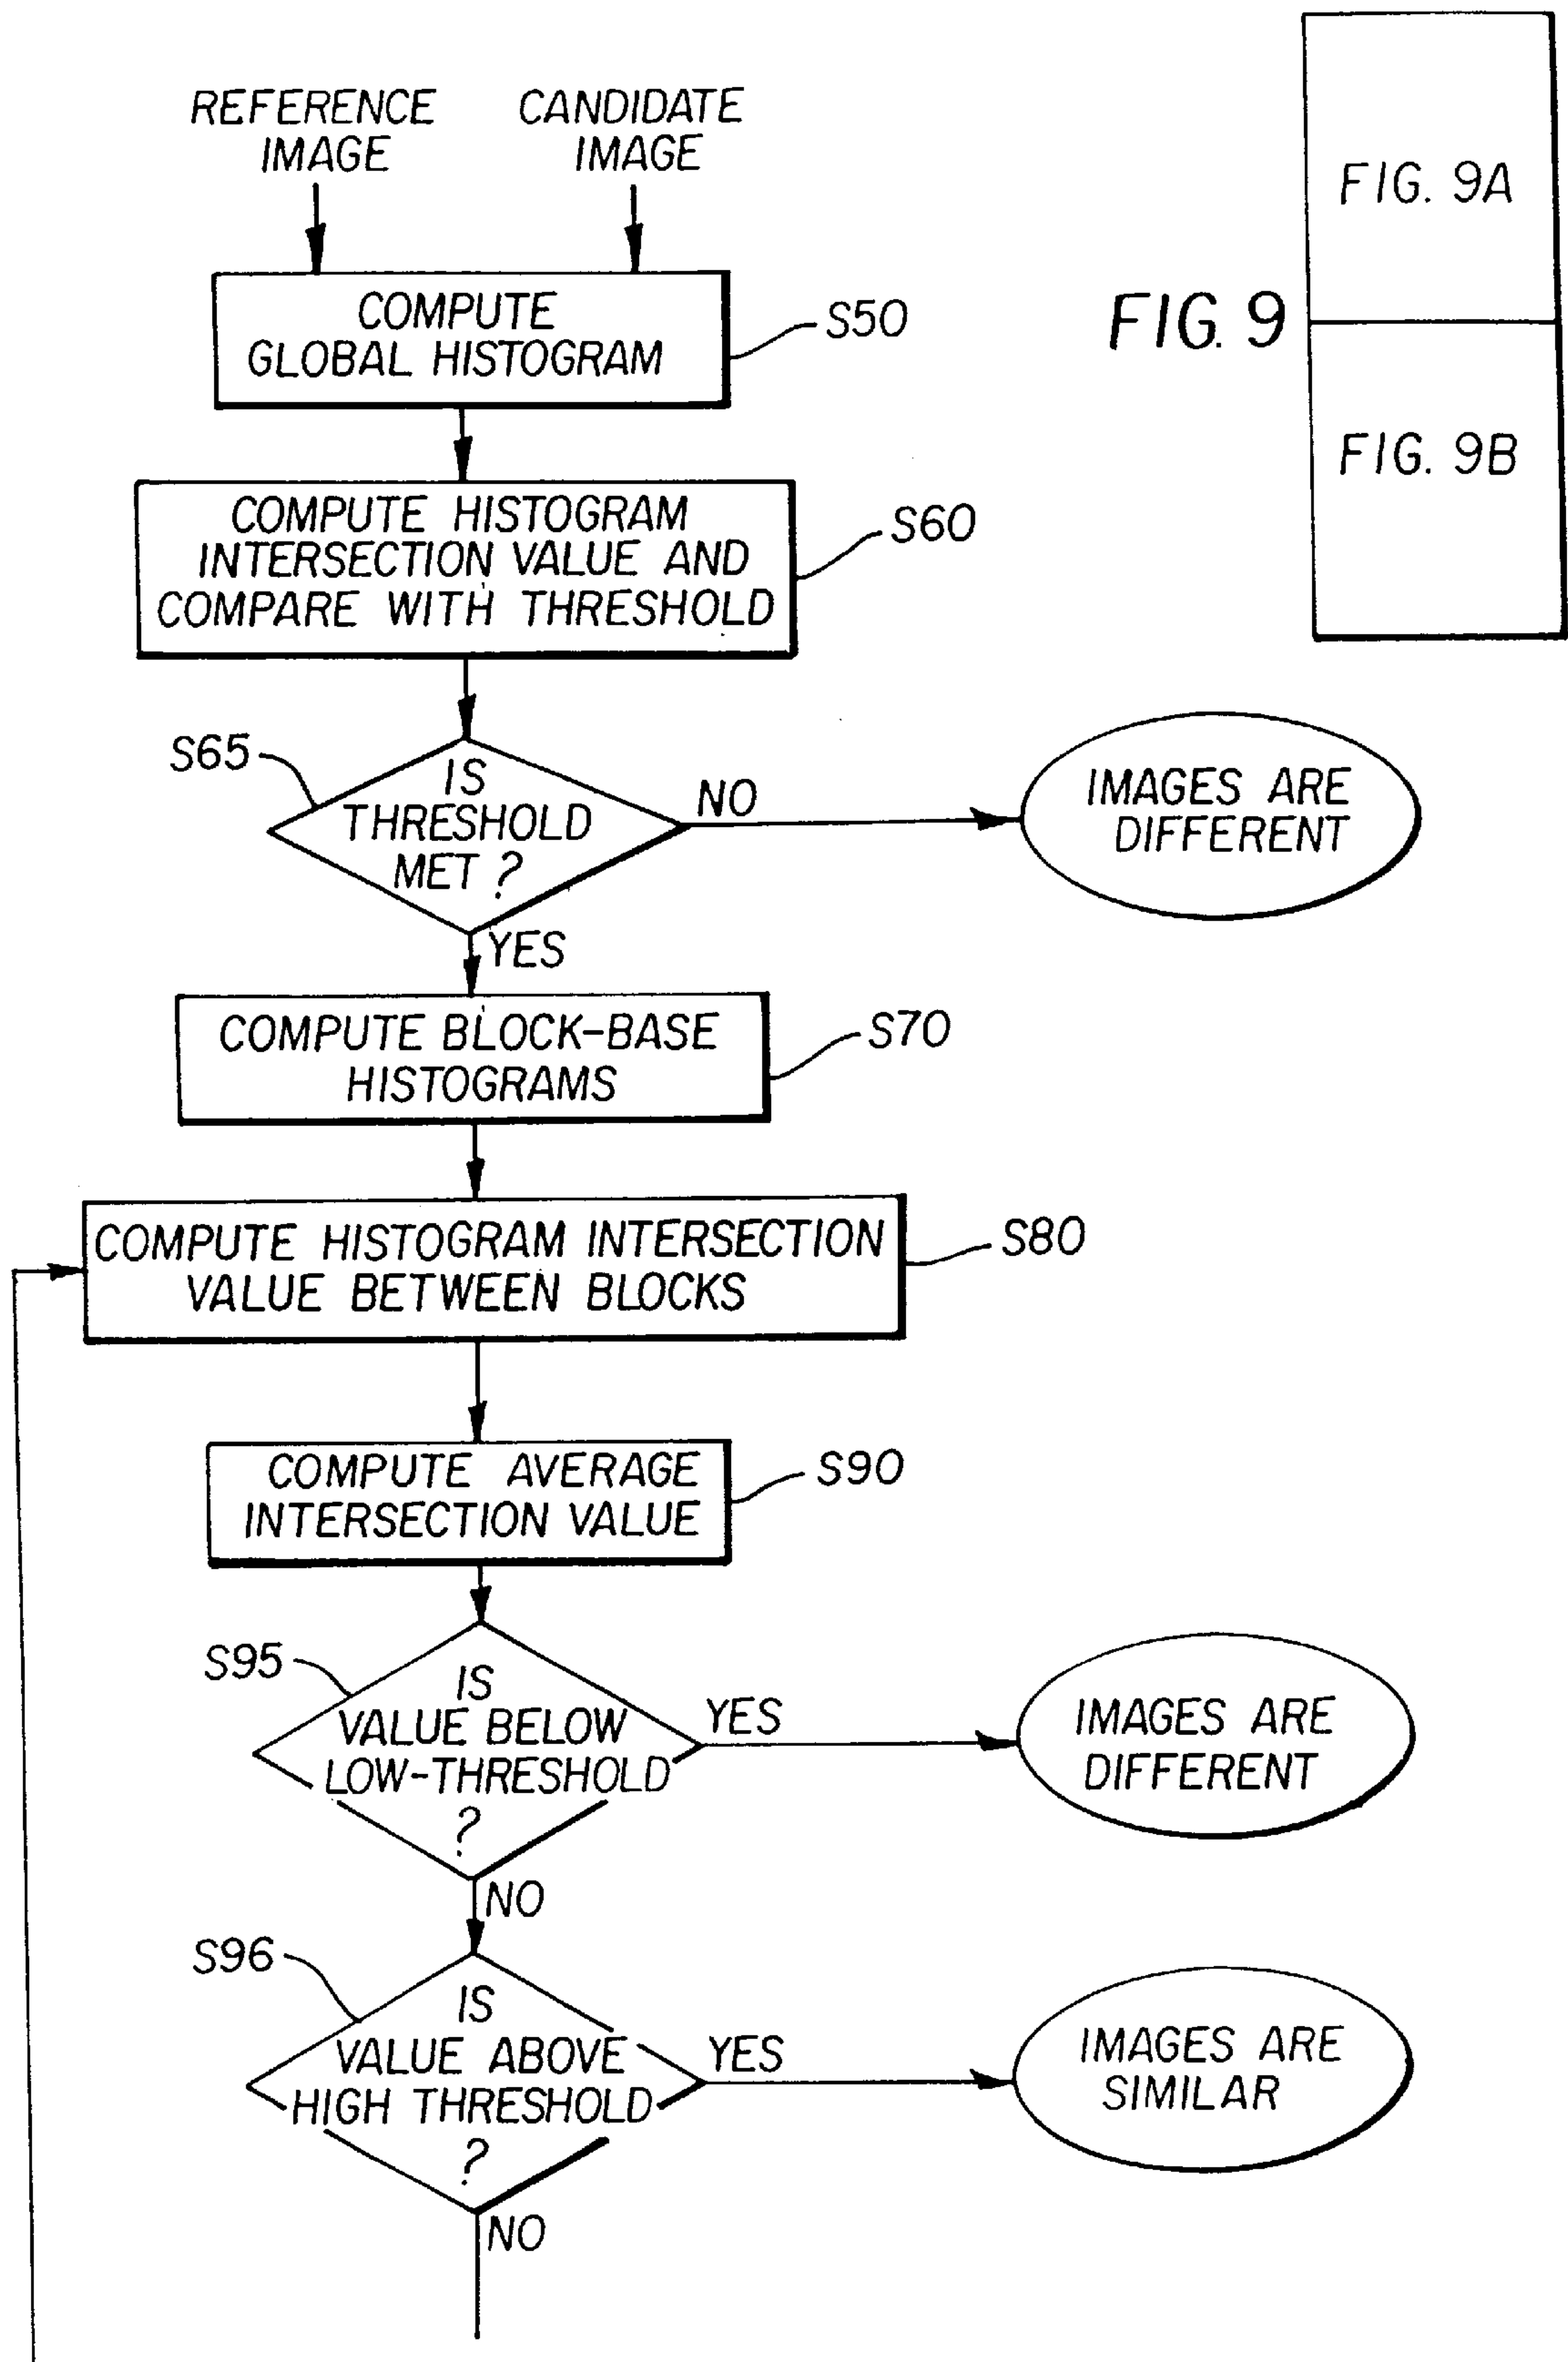 REFERENCE
IMAGE
CANDIDATE
IMAGE
COMPUTE
GLOBAL HISTOGRAM
S50
FIG. 9
FIG. 9A
FIG. 9B
COMPUTE HISTOGRAM
INTERSECTION VALUE AND
COMPARE WITH THRESHOLD
S60
S65
IS
THRESHOLD
MET ?
NO
IMAGES ARE
DIFFERENT
YES
COMPUTE BLOCK-BASE
HISTOGRAMS
S70
COMPUTE HISTOGRAM INTERSECTION
VALUE BETWEEN BLOCKS
S80
COMPUTE AVERAGE
INTERSECTION VALUE
S90
S95
IS
VALUE BELOW
LOW-THRESHOLD
?
YES
IMAGES ARE
DIFFERENT
NO
S96
IS
VALUE ABOVE
HIGH THRESHOLD
?
YES
IMAGES ARE
SIMILAR
NO